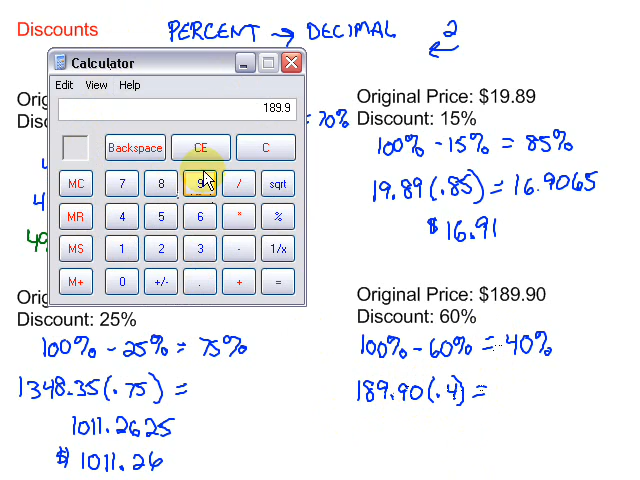 Discounts
PERCENT → DECIMAL 2
Calculator
Edit View Help
189.9
Backspace CE C
MC 7 8 9 / sqrt
MR 4 5 6 * %
MS 1 2 3 - 1/x
M+ 0 +/- . + =
= 70%
Original Price: $19.89
Discount: 15%
100% - 15% = 85%
19.89(.85) = 16.9065
$16.91
Discount: 25%
100% - 25% = 75%
1348.35(.75) =
1011.2625
$1011.26
Original Price: $189.90
Discount: 60%
100% - 60% = 40%
189.90(.4) =